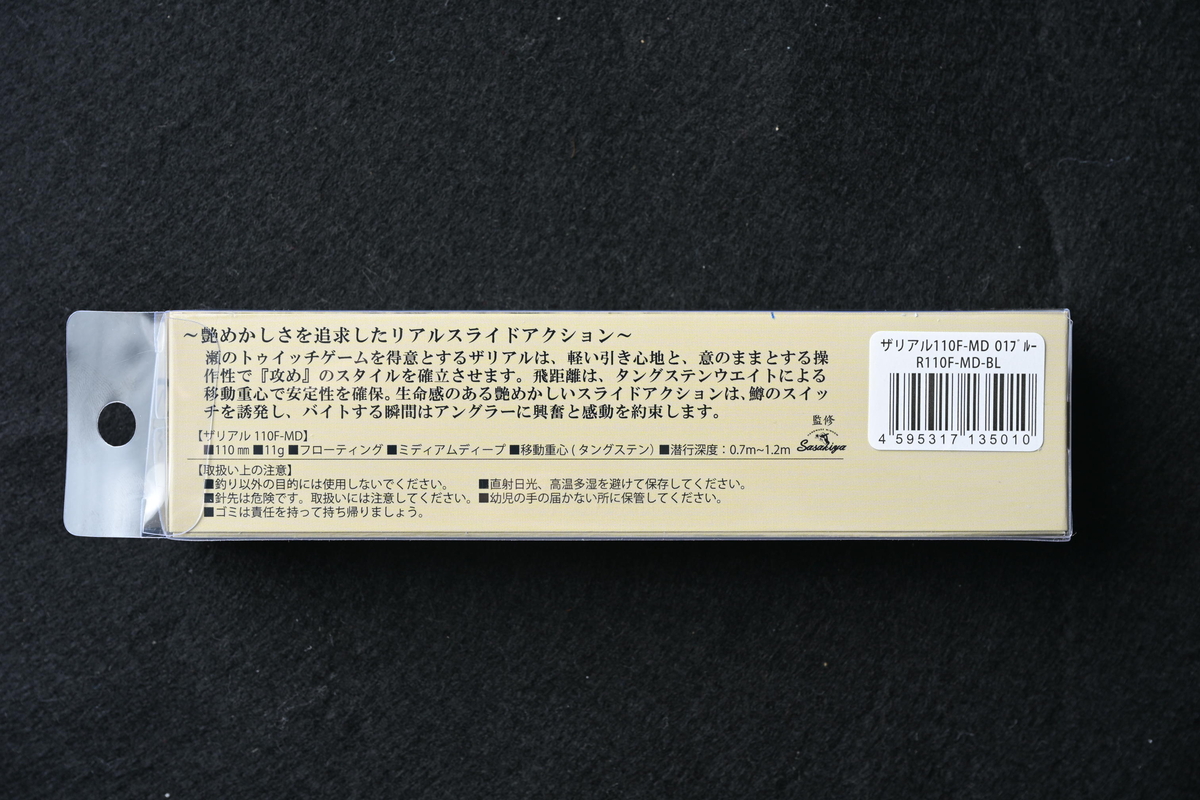 ～艶めかしさを追求したリアルスライドアクション～
瀬のトゥイッチゲームを得意とするザリアルは、軽い引き心地と、意のままとする操
作性で『攻め』のスタイルを確立させます。飛距離は、タングステンウエイトによる
移動重心で安定性を確保。生命感のある艶めかしいスライドアクションは、鱒のスイッ
チを誘発し、バイトする瞬間はアングラーに興奮と感動を約束します。
監修
Sasakiya
【ザリアル 110F-MD】
■110 ㎜ ■11g ■フローティング ■ミディアムディープ ■移動重心 ( タングステン) ■潜行深度：0.7m~1.2m
【取扱い上の注意】
■釣り以外の目的には使用しないでください。 ■直射日光、高温多湿を避けて保存してください。
■針先は危険です。取扱いには注意してください。 ■幼児の手の届かない所に保管してください。
■ゴミは責任を持って持ち帰りましょう。
ザリアル110F-MD 01ﾌﾞﾙｰ
R110F-MD-BL
4 595317 135010